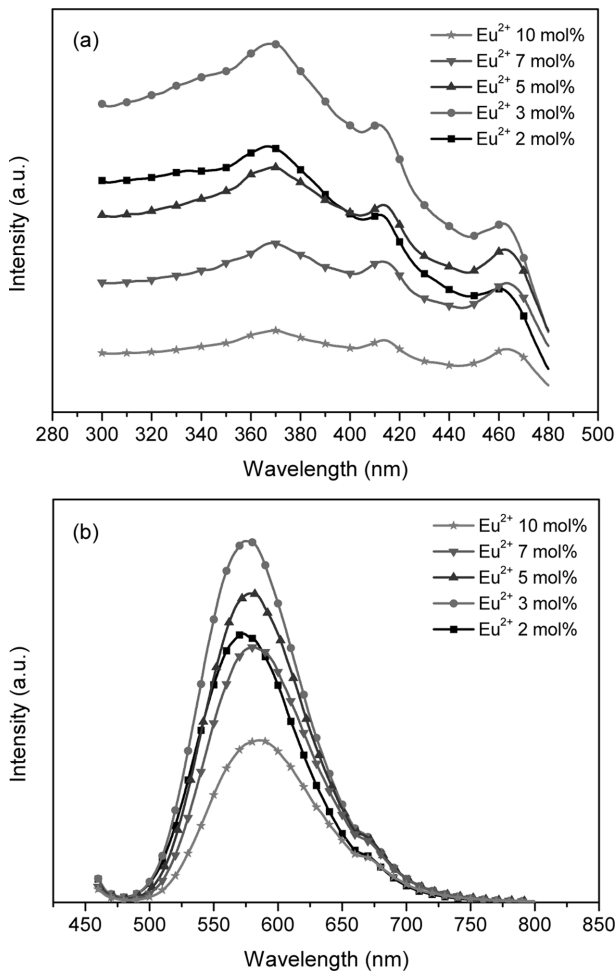 (a)
Eu²⁺ 10 mol%
Eu²⁺ 7 mol%
Eu²⁺ 5 mol%
Eu²⁺ 3 mol%
Eu²⁺ 2 mol%
Intensity (a.u.)
280 300 320 340 360 380 400 420 440 460 480 500
Wavelength (nm)
(b)
Eu²⁺ 10 mol%
Eu²⁺ 7 mol%
Eu²⁺ 5 mol%
Eu²⁺ 3 mol%
Eu²⁺ 2 mol%
Intensity (a.u.)
450 500 550 600 650 700 750 800 850
Wavelength (nm)